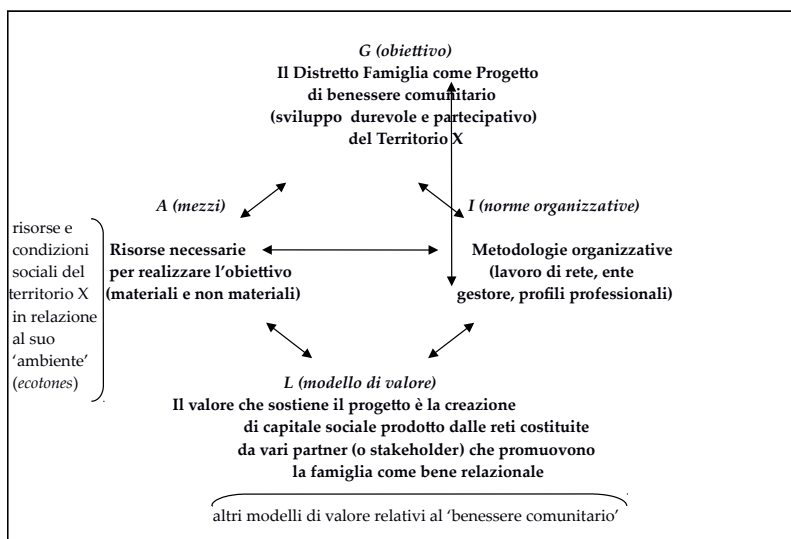 G (obiettivo)
Il Distretto Famiglia come Progetto
di benessere comunitario
(sviluppo durevole e partecipativo)
del Territorio X
A (mezzi)
I (norme organizzative)
risorse e
condizioni
sociali del
territorio X
in relazione
al suo
‘ambiente’
(ecotones)
Risorse necessarie
per realizzare l’obiettivo
(materiali e non materiali)
Metodologie organizzative
(lavoro di rete, ente
gestore, profili professionali)
L (modello di valore)
Il valore che sostiene il progetto è la creazione
di capitale sociale prodotto dalle reti costituite
da vari partner (o stakeholder) che promuovono
la famiglia come bene relazionale
altri modelli di valore relativi al ‘benessere comunitario’